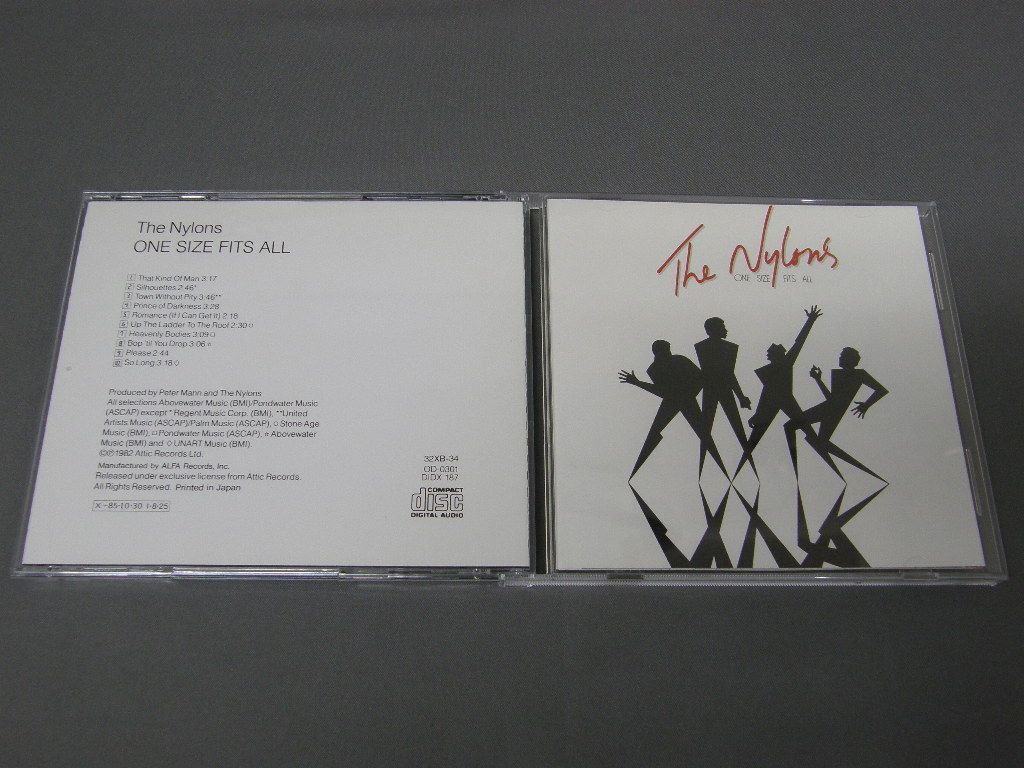 The Nylons
ONE SIZE FITS ALL
1 That Kind Of Man 3:17
2 Silhouettes 2:46*
3 Town Without Pity 3:46**
4 Prince of Darkness 3:28
5 Romance (If I Can Get It) 2:18
6 Up The Ladder To The Roof 2:30○
7 Heavenly Bodies 3:09□
8 Bop 'til You Drop 3:06☆
9 Please 2:44
10 So Long 3:18◇
Produced by Peter Mann and The Nylons
All selections Abovewater Music (BMI)/Pondwater Music
(ASCAP) except * Regent Music Corp. (BMI), **United
Artists Music (ASCAP)/Palm Music (ASCAP), ○ Stone Age
Music (BMI), □ Pondwater Music (ASCAP), ☆ Abovewater
Music (BMI) and ◇ UNART Music (BMI).
©℗1982 Attic Records Ltd.
Manufactured by ALFA Records, Inc.
Released under exclusive license from Attic Records.
All Rights Reserved. Printed in Japan
X-85·10·30 1·8·25
32XB-34
OD-0301
DIDX 187
COMPACT
disc
DIGITAL AUDIO
The Nylons
ONE SIZE FITS ALL